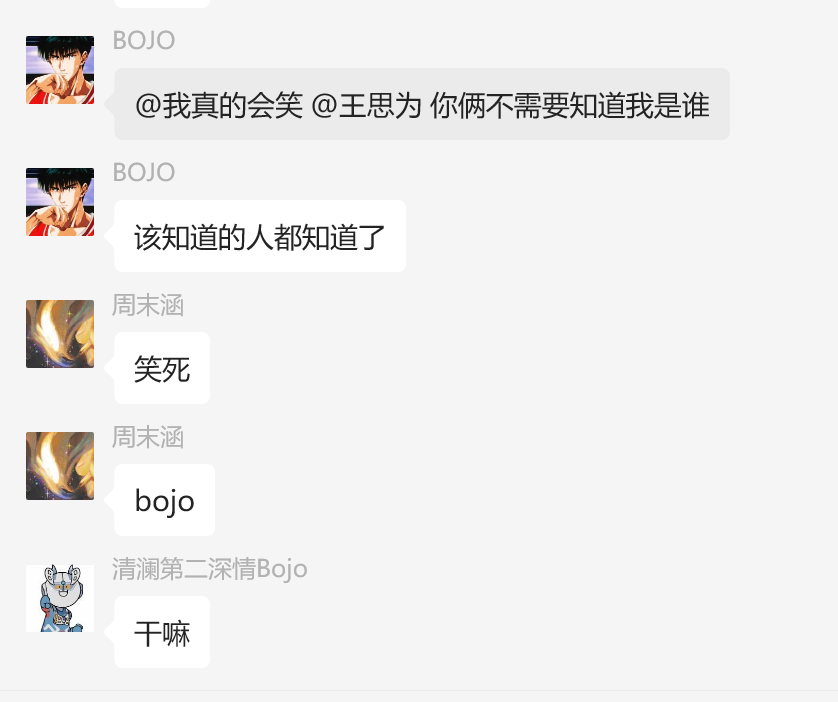 BOJO
@我真的会笑 @王思为 你俩不需要知道我是谁
BOJO
该知道的人都知道了
周末涵
笑死
周末涵
bojo
清澜第二深情Bojo
干嘛